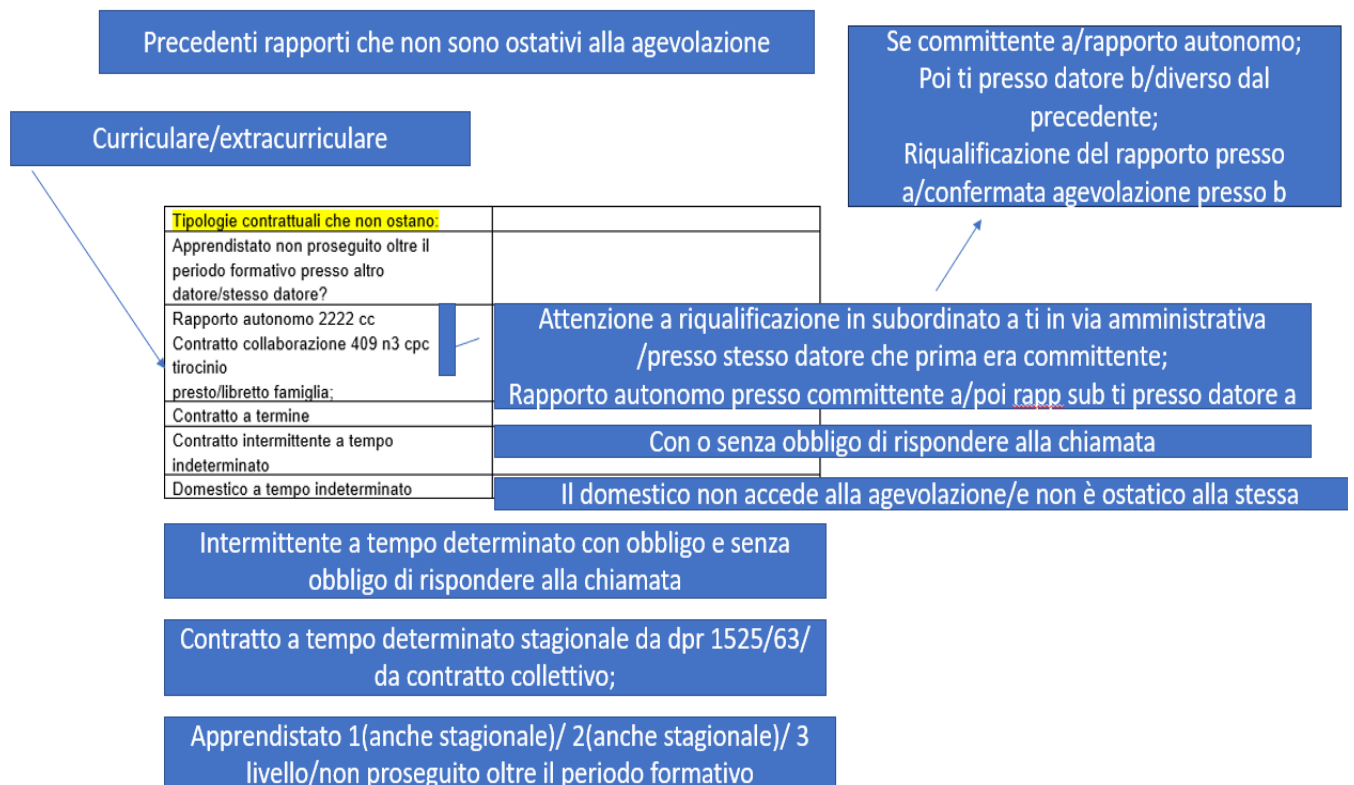 Precedenti rapporti che non sono ostativi alla agevolazione
Se committente a/rapporto autonomo;
Poi ti presso datore b/diverso dal
precedente;
Riqualificazione del rapporto presso
a/confermata agevolazione presso b
Curriculare/extracurriculare
Tipologie contrattuali che non ostano:
Apprendistato non proseguito oltre il
periodo formativo presso altro
datore/stesso datore?
Rapporto autonomo 2222 cc
Contratto collaborazione 409 n3 cpc
tirocinio
presto/libretto famiglia;
Attenzione a riqualificazione in subordinato a ti in via amministrativa
/presso stesso datore che prima era committente;
Rapporto autonomo presso committente a/poi rapp sub ti presso datore a
Contratto a termine
Contratto intermittente a tempo
indeterminato
Con o senza obbligo di rispondere alla chiamata
Domestico a tempo indeterminato
Il domestico non accede alla agevolazione/e non è ostatico alla stessa
Intermittente a tempo determinato con obbligo e senza
obbligo di rispondere alla chiamata
Contratto a tempo determinato stagionale da dpr 1525/63/
da contratto collettivo;
Apprendistato 1(anche stagionale)/ 2(anche stagionale)/ 3
livello/non proseguito oltre il periodo formativo